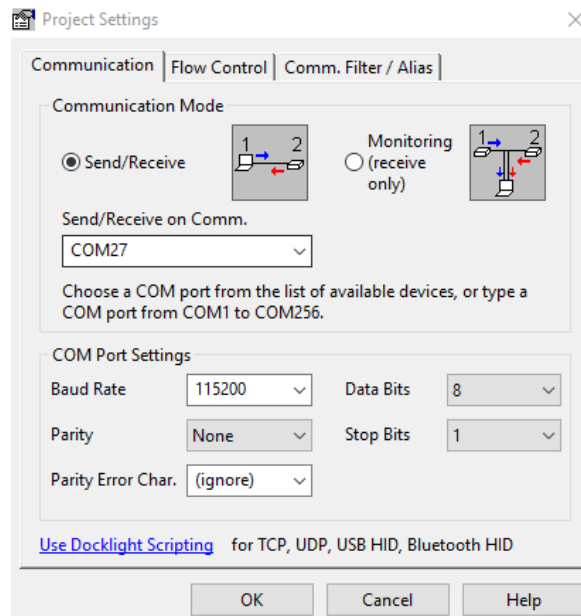 Project Settings
Communication
Flow Control
Comm. Filter / Alias
Communication Mode
Send/Receive
1 2
Monitoring
(receive
only)
1 2
Send/Receive on Comm.
COM27
Choose a COM port from the list of available devices, or type a
COM port from COM1 to COM256.
COM Port Settings
Baud Rate
115200
Data Bits
8
Parity
None
Stop Bits
1
Parity Error Char.
(ignore)
Use Docklight Scripting for TCP, UDP, USB HID, Bluetooth HID
OK
Cancel
Help